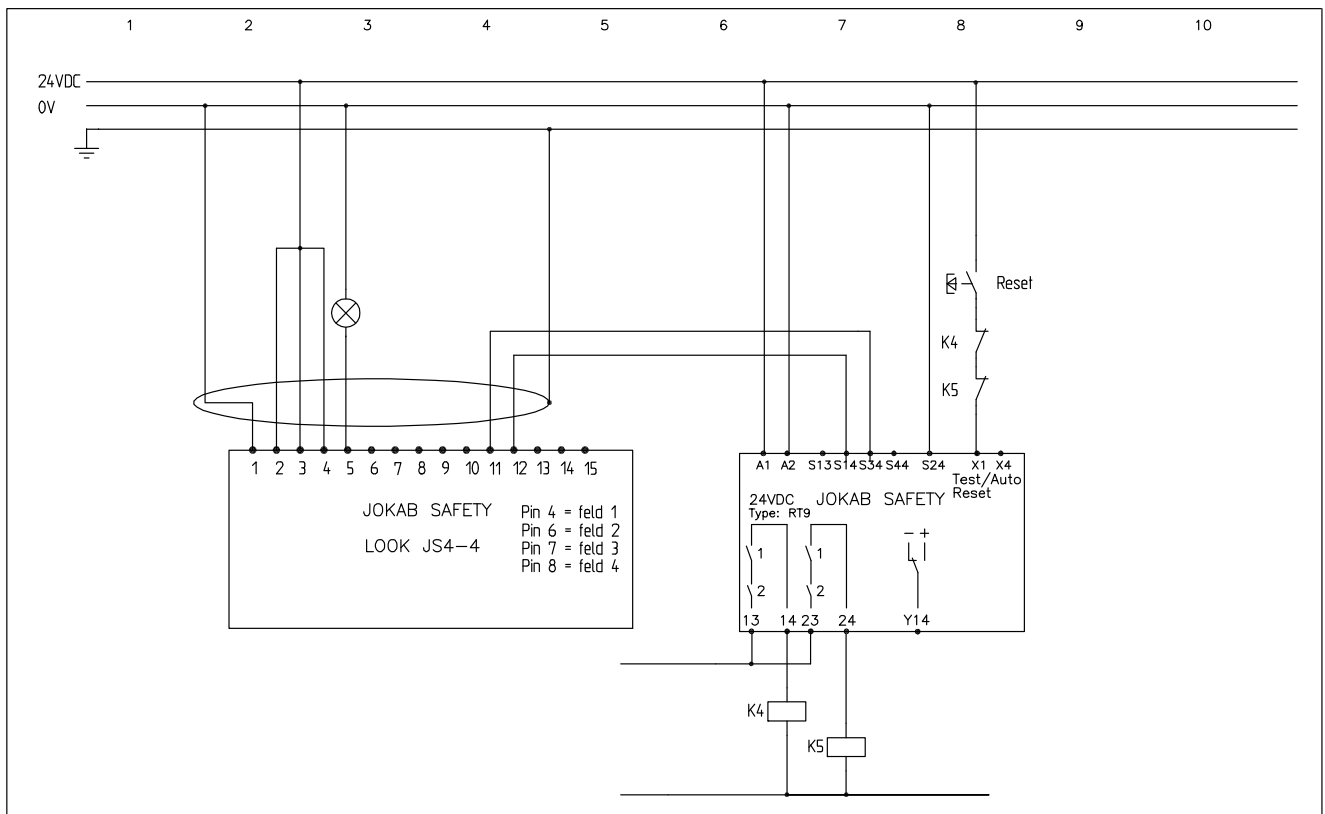 1 2 3 4 5 6 7 8 9 10
24VDC
0V
Reset
K4
K5
1 2 3 4 5 6 7 8 9 10 11 12 13 14 15
JOKAB SAFETY
LOOK JS4-4
Pin 4 = feld 1
Pin 6 = feld 2
Pin 7 = feld 3
Pin 8 = feld 4
A1 A2 S13 S14 S34 S44 S24 X1 X4
Test/Auto
Reset
24VDC JOKAB SAFETY
Type: RT9
- +
1 1
2 2
13 14 23 24 Y14
K4
K5